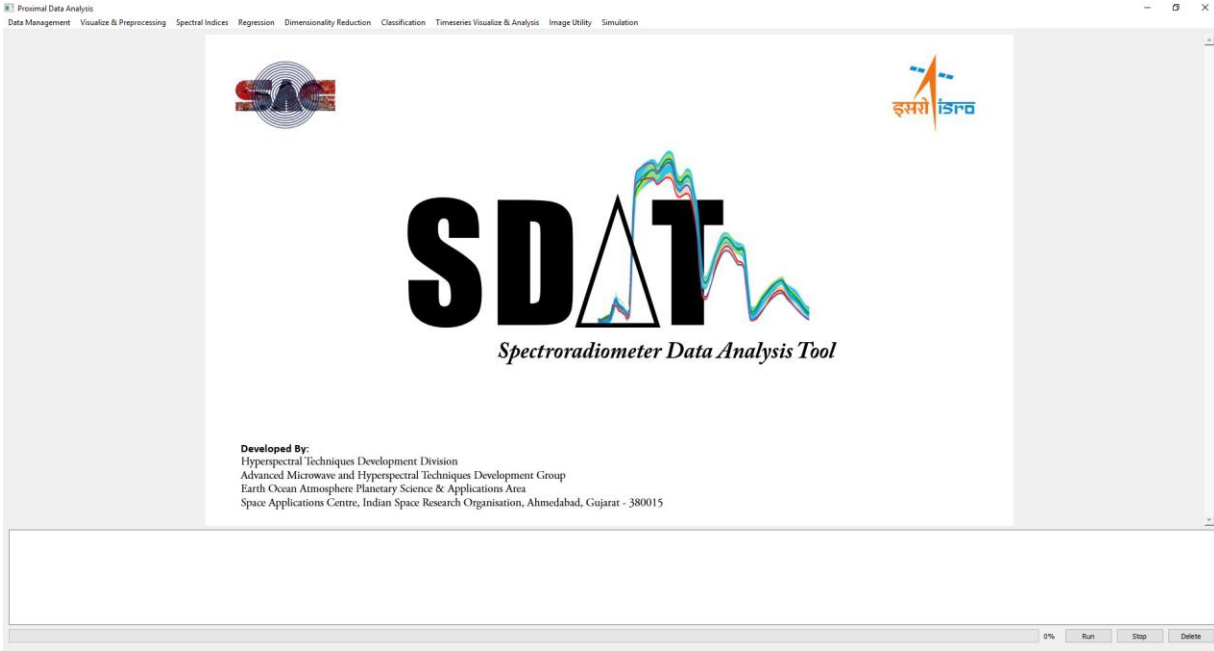 Proximal Data Analysis
Data Management Visualize & Preprocessing Spectral Indices Regression Dimensionality Reduction Classification Timeseries Visualize & Analysis Image Utility Simulation
SAC
इसरो isro
SDAT
Spectroradiometer Data Analysis Tool
Developed By:
Hyperspectral Techniques Development Division
Advanced Microwave and Hyperspectral Techniques Development Group
Earth Ocean Atmosphere Planetary Science & Applications Area
Space Applications Centre, Indian Space Research Organisation, Ahmedabad, Gujarat - 380015
0% Run Stop Delete